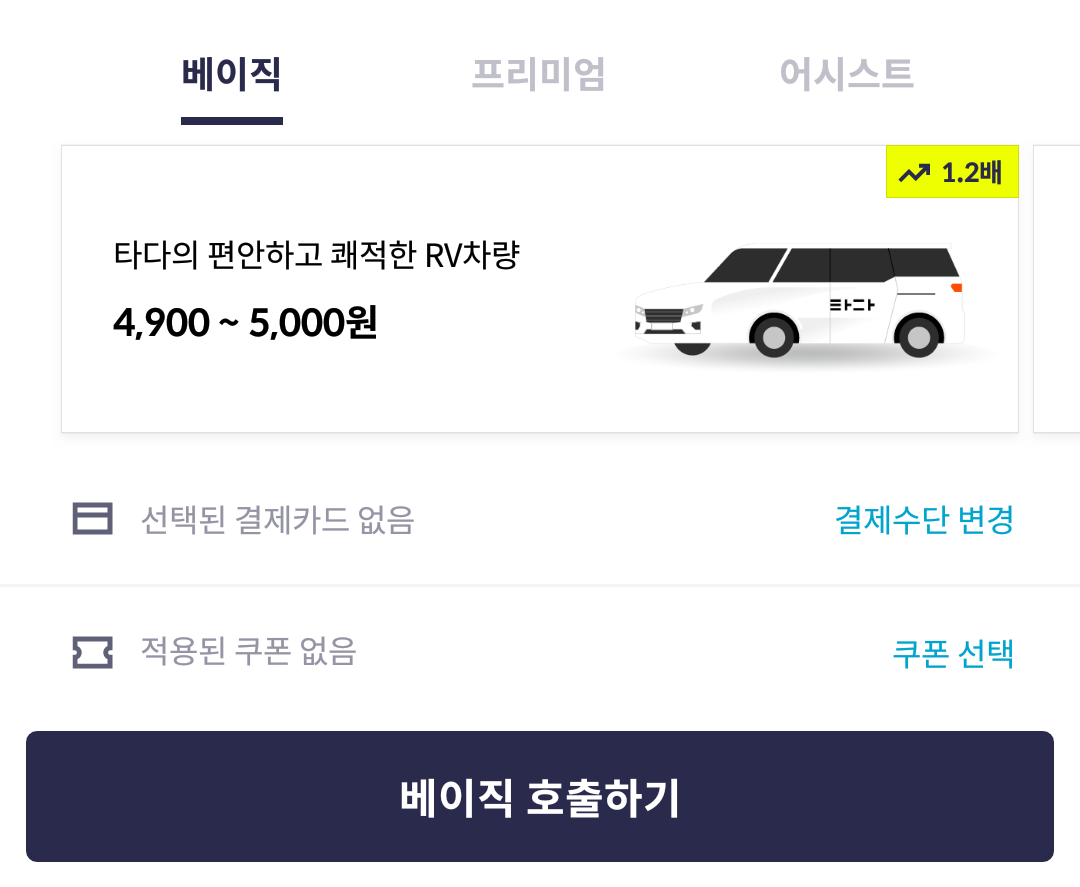 베이직 프리미엄 어시스트
1.2배
타다의 편안하고 쾌적한 RV차량
4,900 ~ 5,000원
타다
선택된 결제카드 없음 결제수단 변경
적용된 쿠폰 없음 쿠폰 선택
베이직 호출하기